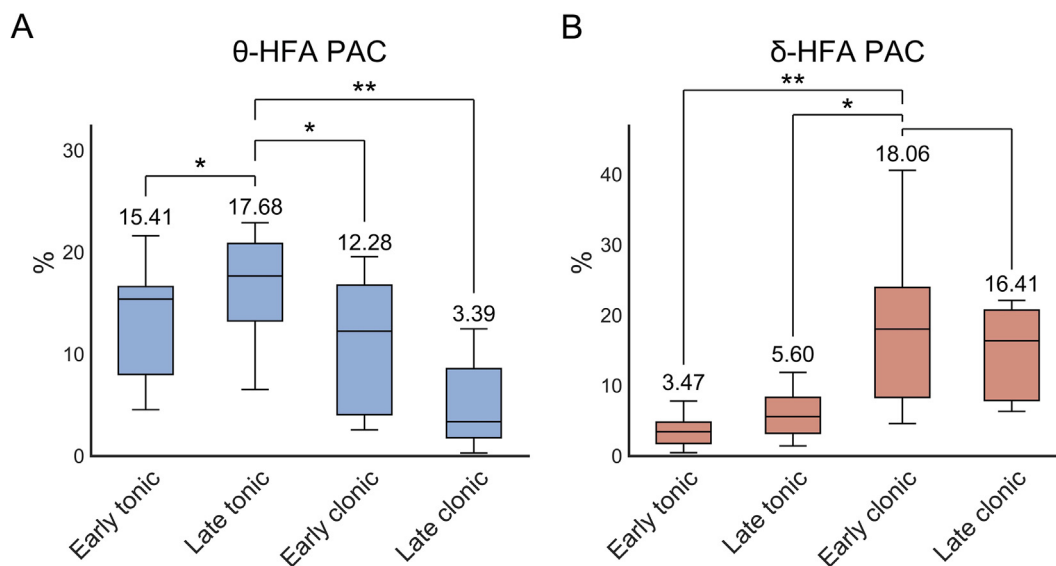 A
θ-HFA PAC
**
*
*
30
20
10
0
%
15.41
17.68
12.28
3.39
Early tonic
Late tonic
Early clonic
Late clonic
B
δ-HFA PAC
**
*
40
30
20
10
0
%
3.47
5.60
18.06
16.41
Early tonic
Late tonic
Early clonic
Late clonic